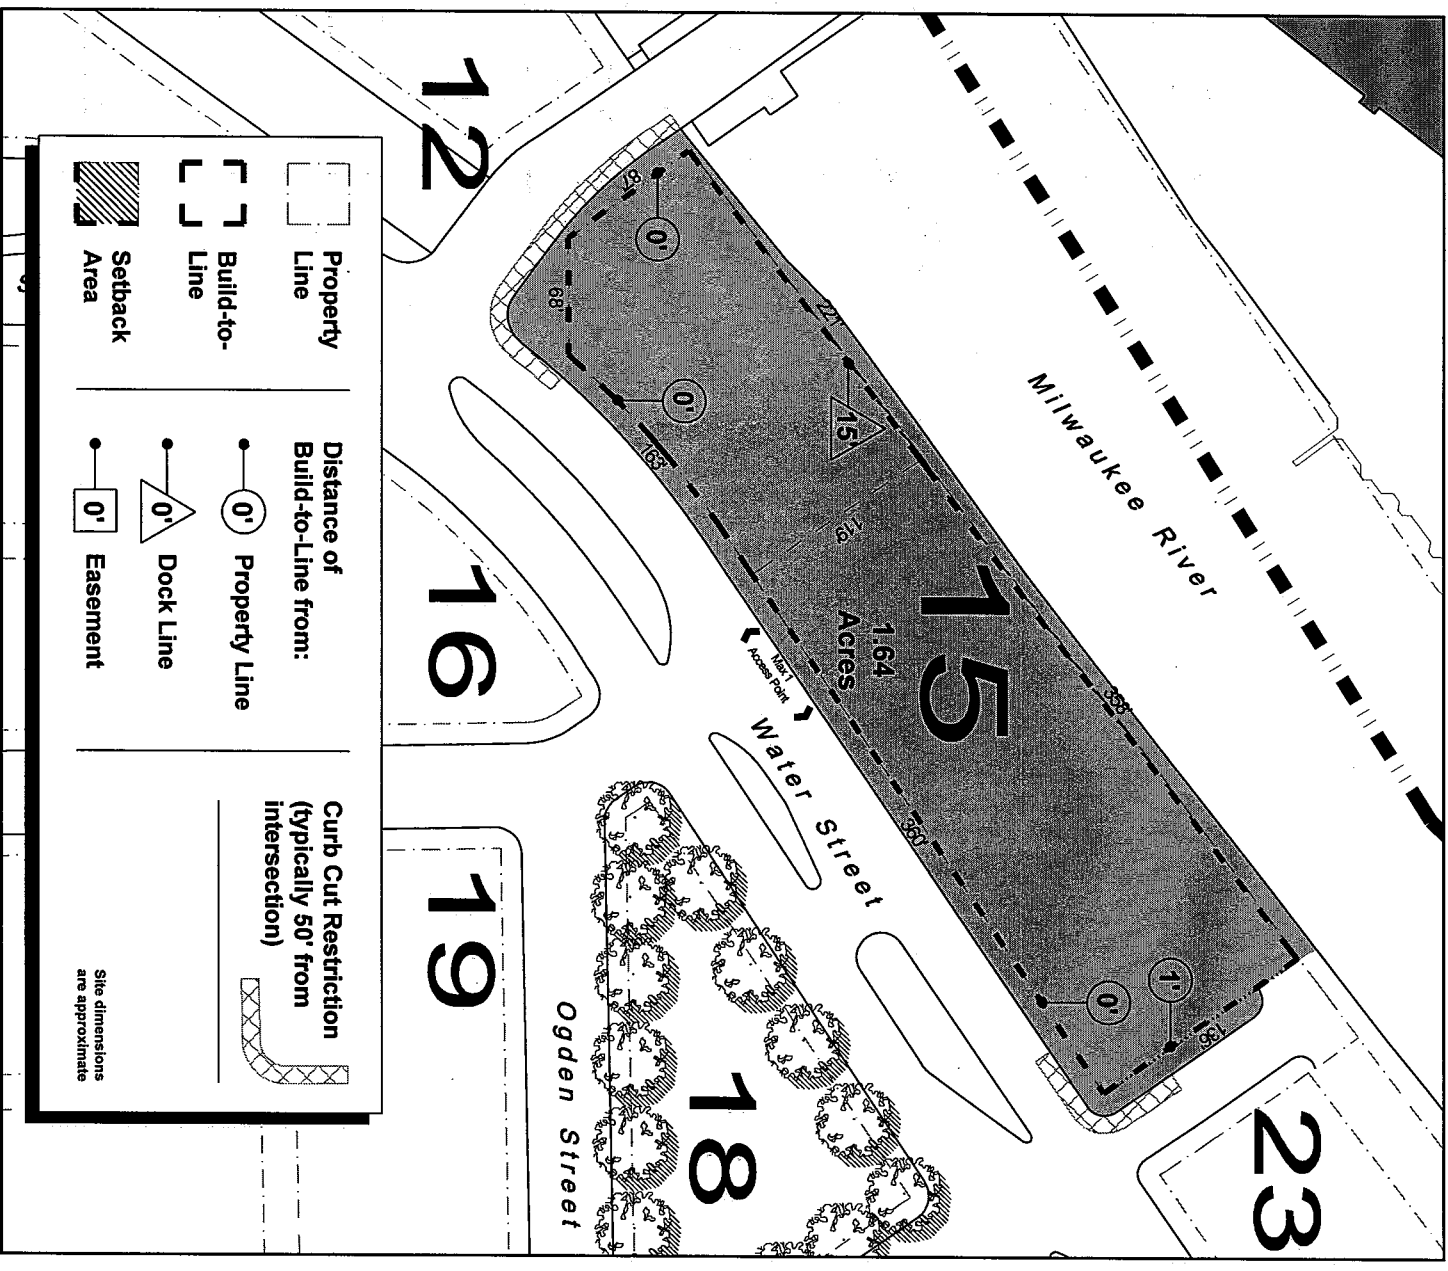 12
15
1.64
Acres
16
18
19
23
Milwaukee River
Water Street
Ogden Street
Max 1
Access Point
87'
68'
163'
221'
119'
358'
360'
136'
0'
0'
15'
0'
1'
Property
Line
Build-to-
Line
Setback
Area
Distance of
Build-to-Line from:
0' Property Line
0' Dock Line
0' Easement
Curb Cut Restriction
(typically 50' from
intersection)
Site dimensions
are approximate